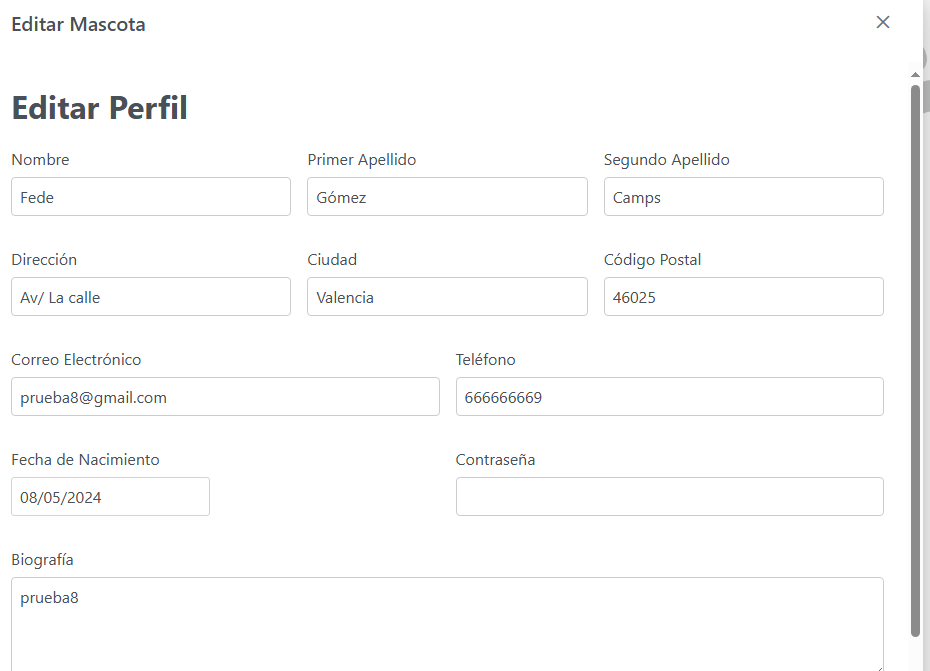 Editar Mascota
Editar Perfil
Nombre Primer Apellido Segundo Apellido
Fede Gómez Camps
Dirección Ciudad Código Postal
Av/ La calle Valencia 46025
Correo Electrónico Teléfono
prueba8@gmail.com 666666669
Fecha de Nacimiento Contraseña
08/05/2024
Biografía
prueba8